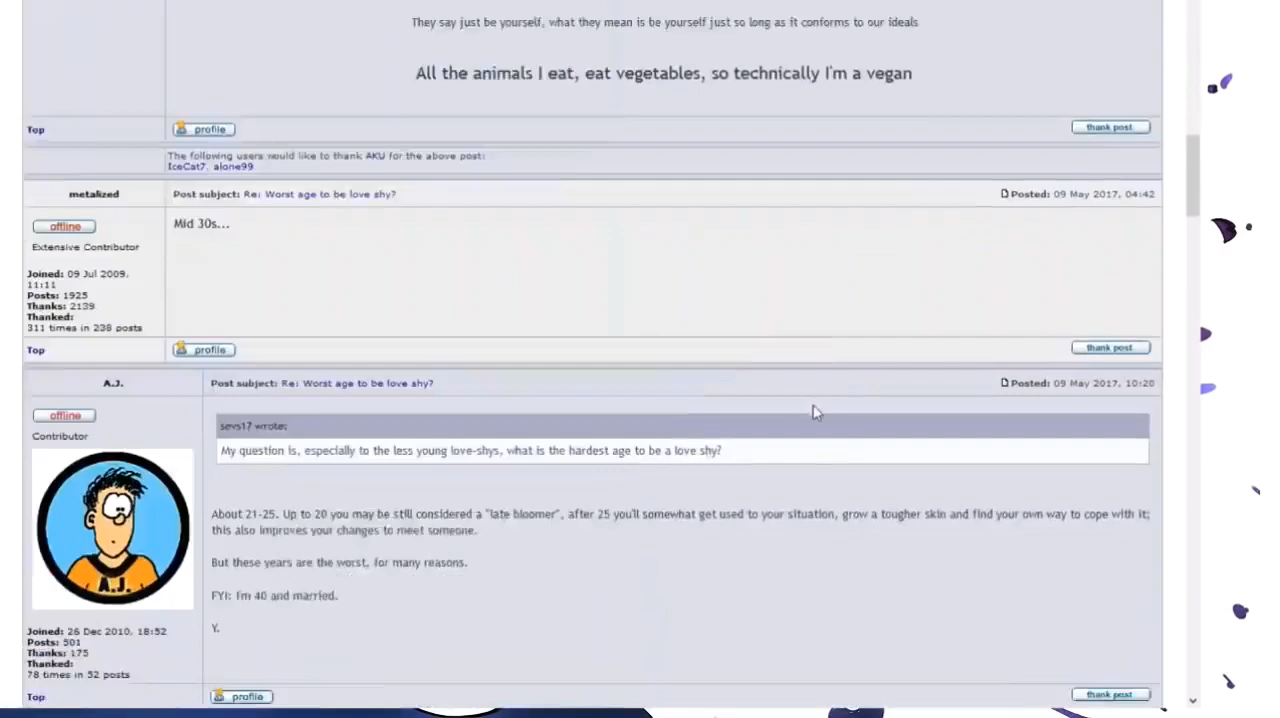 They say just be yourself, what they mean is be yourself just so long as it conforms to our ideals
All the animals I eat, eat vegetables, so technically I'm a vegan
Top
profile
thank post
The following users would like to thank AKU for the above post:
IceCat7, alone99
metalized
Post subject: Re: Worst age to be love shy?
Posted: 09 May 2017, 04:42
offline
Extensive Contributor
Joined: 09 Jul 2009,
11:11
Posts: 1925
Thanks: 2139
Thanked:
311 times in 238 posts
Mid 30s...
Top
profile
thank post
A.J.
Post subject: Re: Worst age to be love shy?
Posted: 09 May 2017, 10:20
offline
Contributor
A.J.
Joined: 26 Dec 2010, 18:52
Posts: 501
Thanks: 175
Thanked:
78 times in 52 posts
sevs17 wrote:
My question is, especially to the less young love-shys, what is the hardest age to be a love shy?
About 21-25. Up to 20 you may be still considered a "late bloomer", after 25 you'll somewhat get used to your situation, grow a tougher skin and find your own way to cope with it;
this also improves your changes to meet someone.
But these years are the worst, for many reasons.
FYI: I'm 40 and married.
Y.
Top
profile
thank post